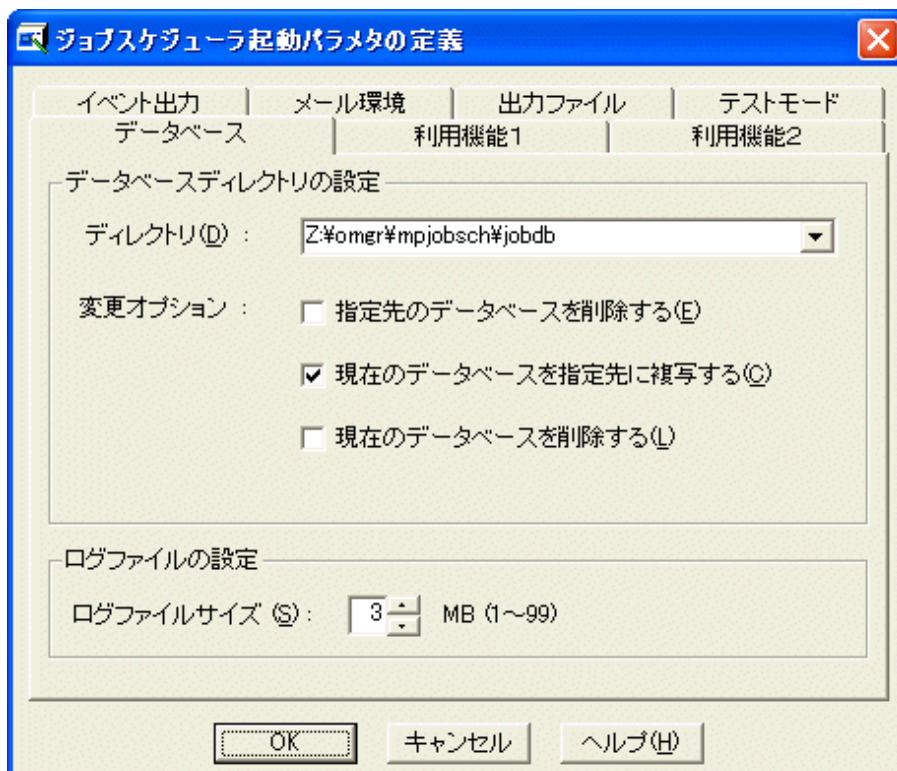 ジョブスケジューラ起動パラメタの定義
イベント出力 メール環境 出力ファイル テストモード
データベース 利用機能1 利用機能2
データベースディレクトリの設定
ディレクトリ(D) : Z:¥omgr¥mpjobsch¥jobdb
変更オプション : 指定先のデータベースを削除する(E)
現在のデータベースを指定先に複写する(C)
現在のデータベースを削除する(L)
ログファイルの設定
ログファイルサイズ (S) : 3 MB (1～99)
OK キャンセル ヘルプ(H)